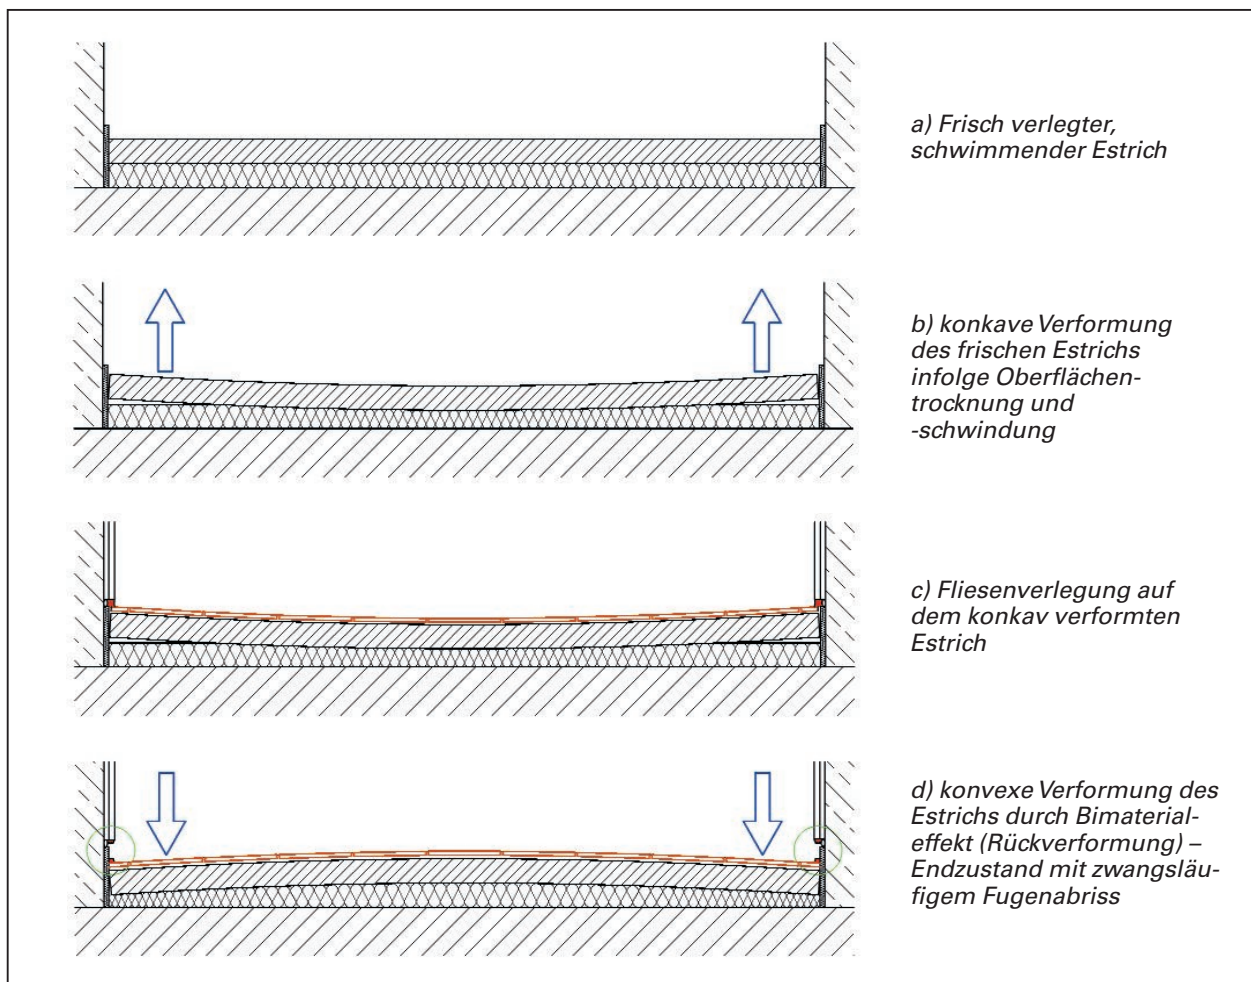 a) Frisch verlegter,
schwimmender Estrich
b) konkave Verformung
des frischen Estrichs
infolge Oberflächen-
trocknung und
-schwindung
c) Fliesenverlegung auf
dem konkav verformten
Estrich
d) konvexe Verformung des
Estrichs durch Bimaterial-
effekt (Rückverformung) –
Endzustand mit zwangsläu-
figem Fugenabriss